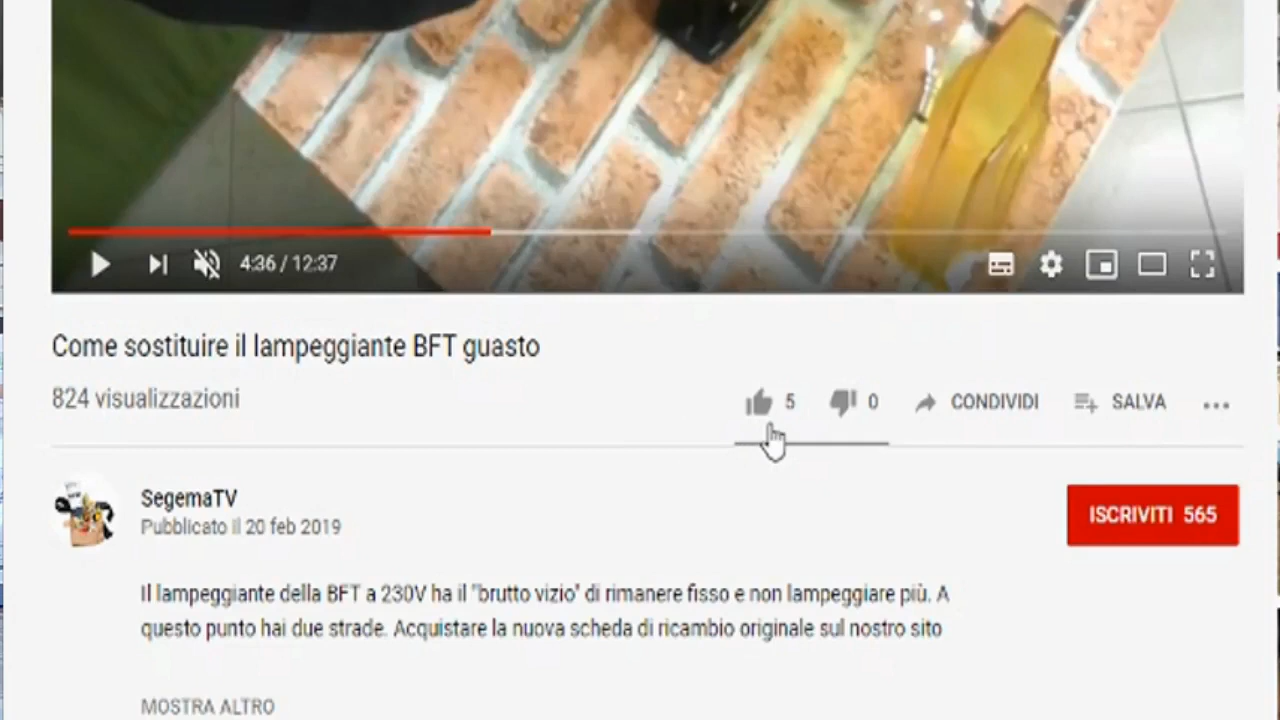 4:36 / 12:37
Come sostituire il lampeggiante BFT guasto
824 visualizzazioni
5 0 CONDIVIDI SALVA
SegemaTV
Pubblicato il 20 feb 2019
ISCRIVITI 565
Il lampeggiante della BFT a 230V ha il "brutto vizio" di rimanere fisso e non lampeggiare più. A
questo punto hai due strade. Acquistare la nuova scheda di ricambio originale sul nostro sito
MOSTRA ALTRO